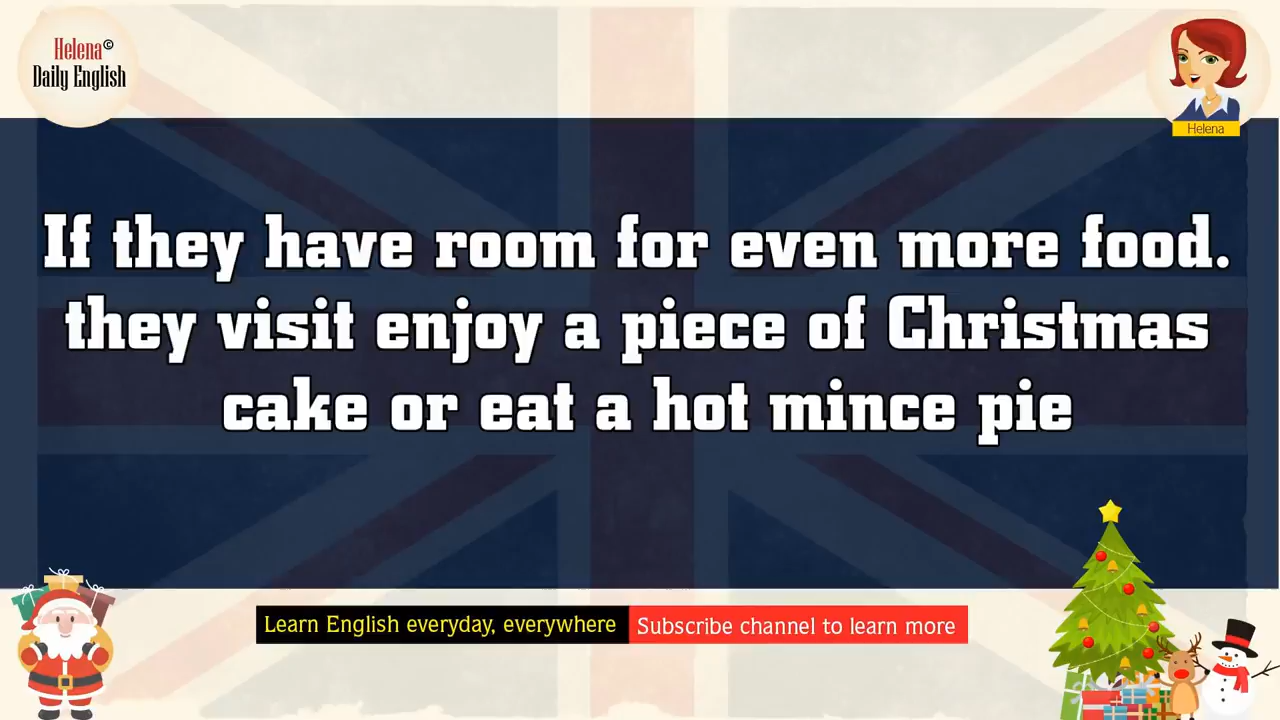 Helena©
Daily English
Helena
If they have room for even more food.
they visit enjoy a piece of Christmas
cake or eat a hot mince pie
Learn English everyday, everywhere
Subscribe channel to learn more